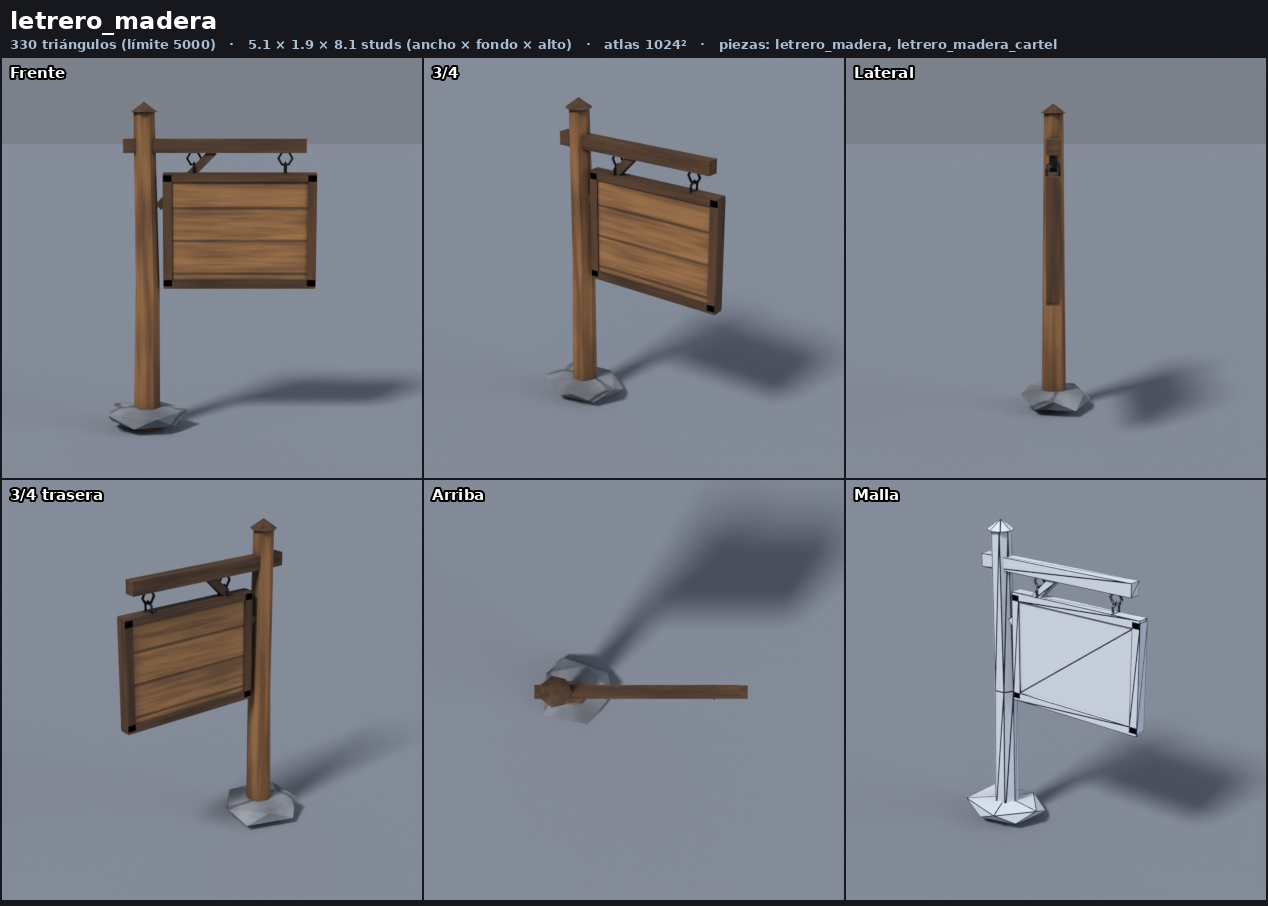 letrero_madera
330 triángulos (límite 5000) · 5.1 × 1.9 × 8.1 studs (ancho × fondo × alto) · atlas 1024² · piezas: letrero_madera, letrero_madera_cartel
Frente
3/4
Lateral
3/4 trasera
Arriba
Malla